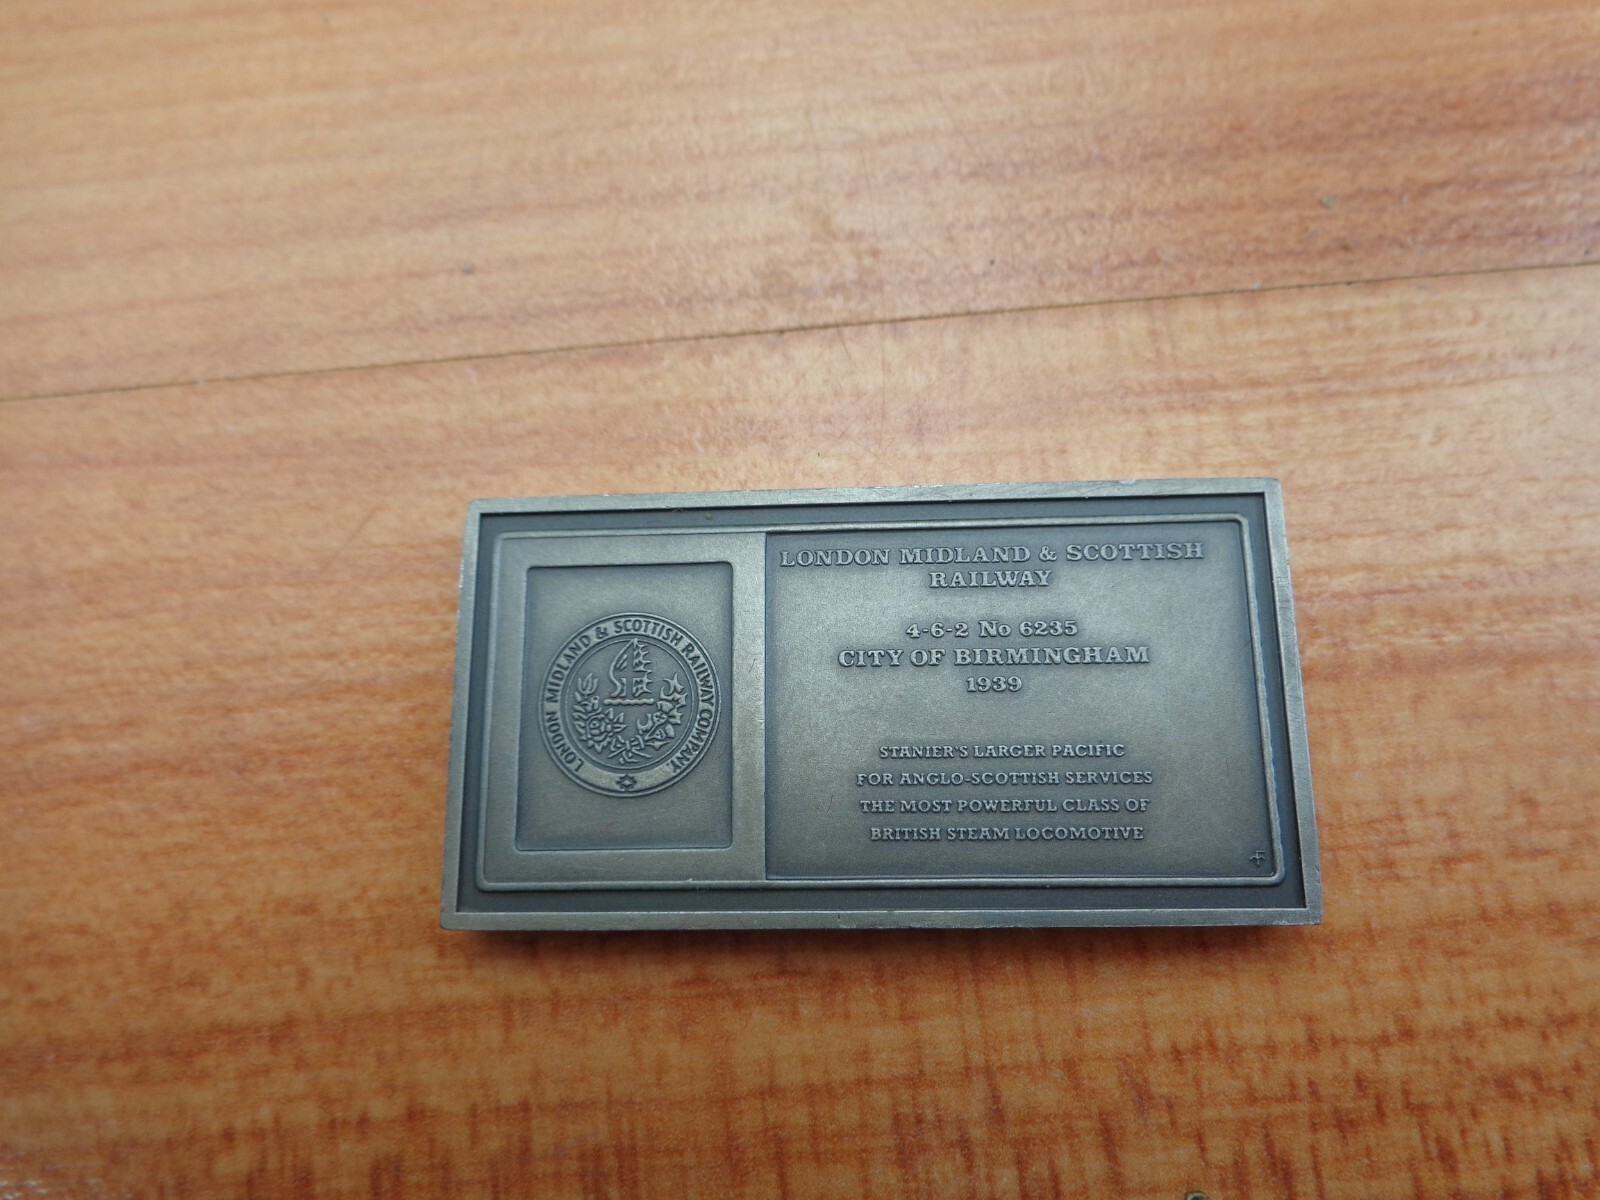 LONDON MIDLAND & SCOTTISH RAILWAY COMPANY.
LONDON MIDLAND & SCOTTISH
RAILWAY
4-6-2 No 6235
CITY OF BIRMINGHAM
1939
STANIER'S LARGER PACIFIC
FOR ANGLO-SCOTTISH SERVICES
THE MOST POWERFUL CLASS OF
BRITISH STEAM LOCOMOTIVE